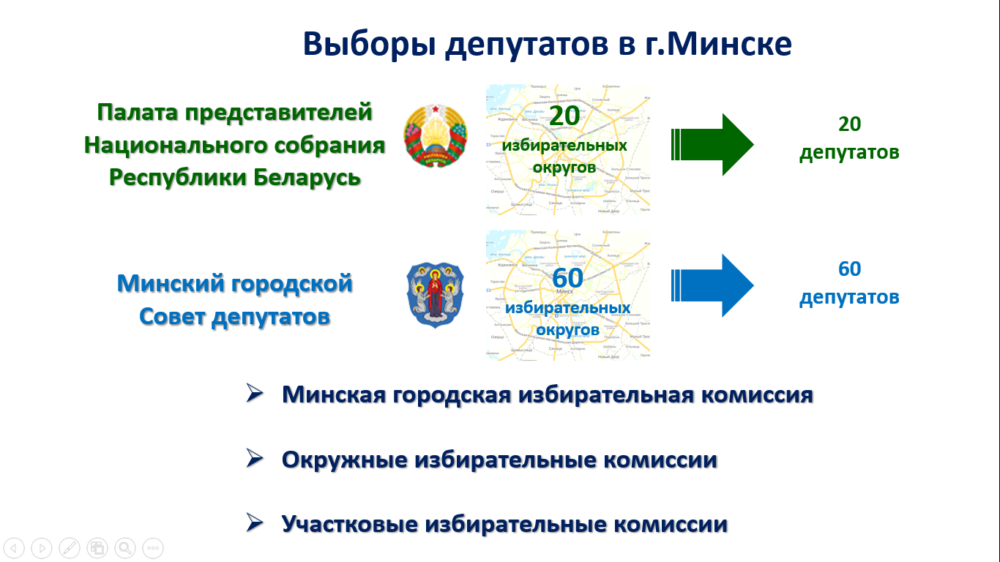 Выборы депутатов в г.Минске
Палата представителей
Национального собрания
Республики Беларусь
20
избирательных
округов
20
депутатов
Минский городской
Совет депутатов
60
Минск
избирательных
округов
60
депутатов
Минская городская избирательная комиссия
Окружные избирательные комиссии
Участковые избирательные комиссии